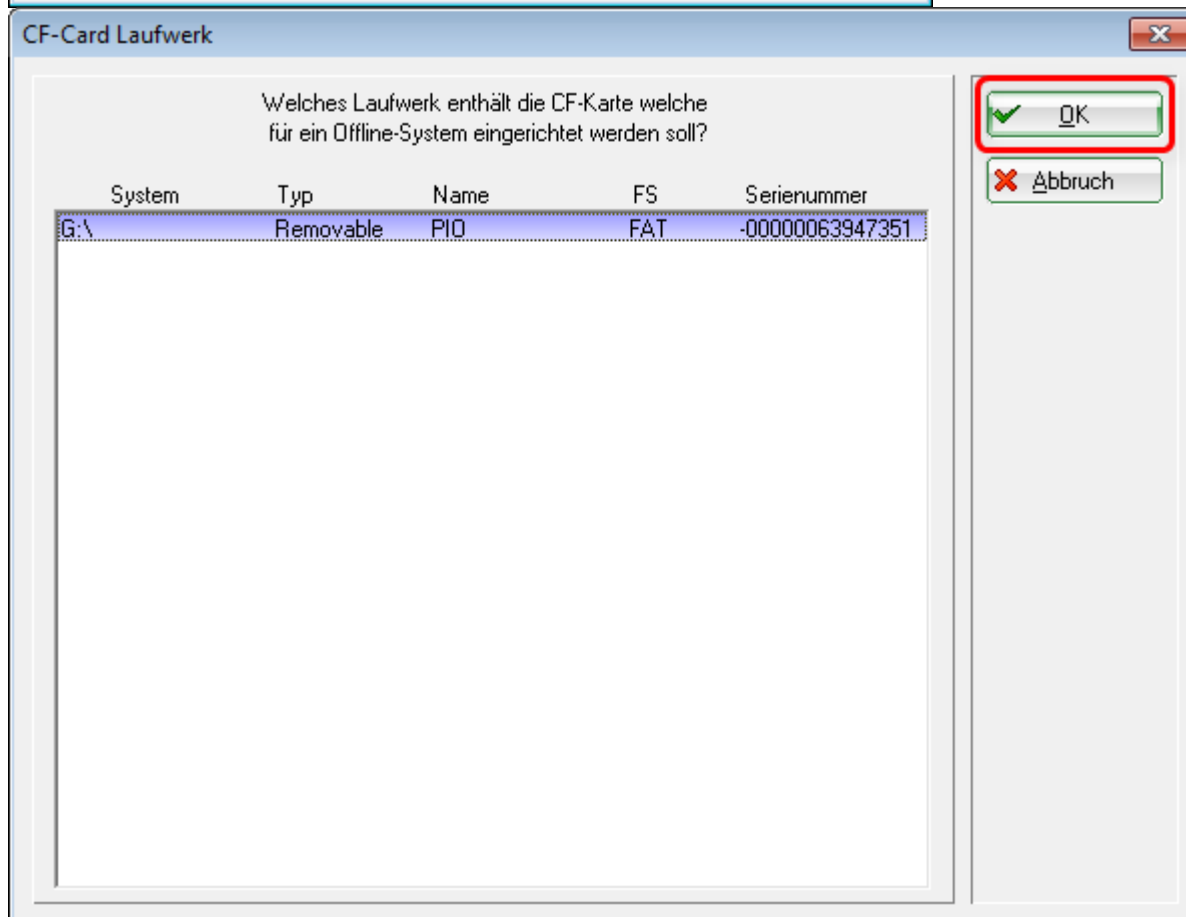 CF-Card Laufwerk
Welches Laufwerk enthält die CF-Karte welche
für ein Offline-System eingerichtet werden soll?
OK
Abbruch
System Typ Name FS Serienummer
G:\ Removable PIO FAT -00000063947351